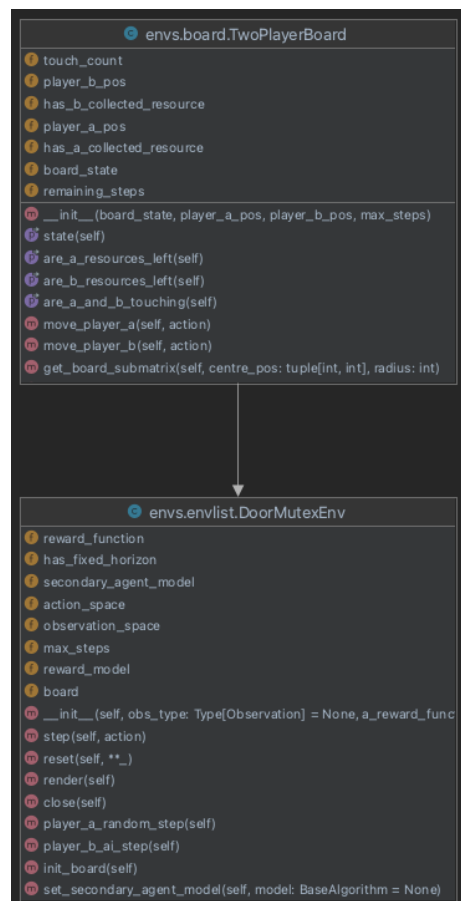 envs.board.TwoPlayerBoard
touch_count
player_b_pos
has_b_collected_resource
player_a_pos
has_a_collected_resource
board_state
remaining_steps
__init__(board_state, player_a_pos, player_b_pos, max_steps)
state(self)
are_a_resources_left(self)
are_b_resources_left(self)
are_a_and_b_touching(self)
move_player_a(self, action)
move_player_b(self, action)
get_board_submatrix(self, centre_pos: tuple[int, int], radius: int)
envs.envlist.DoorMutexEnv
reward_function
has_fixed_horizon
secondary_agent_model
action_space
observation_space
max_steps
reward_model
board
__init__(self, obs_type: Type[Observation] = None, a_reward_func
step(self, action)
reset(self, **_)
render(self)
close(self)
player_a_random_step(self)
player_b_ai_step(self)
init_board(self)
set_secondary_agent_model(self, model: BaseAlgorithm = None)